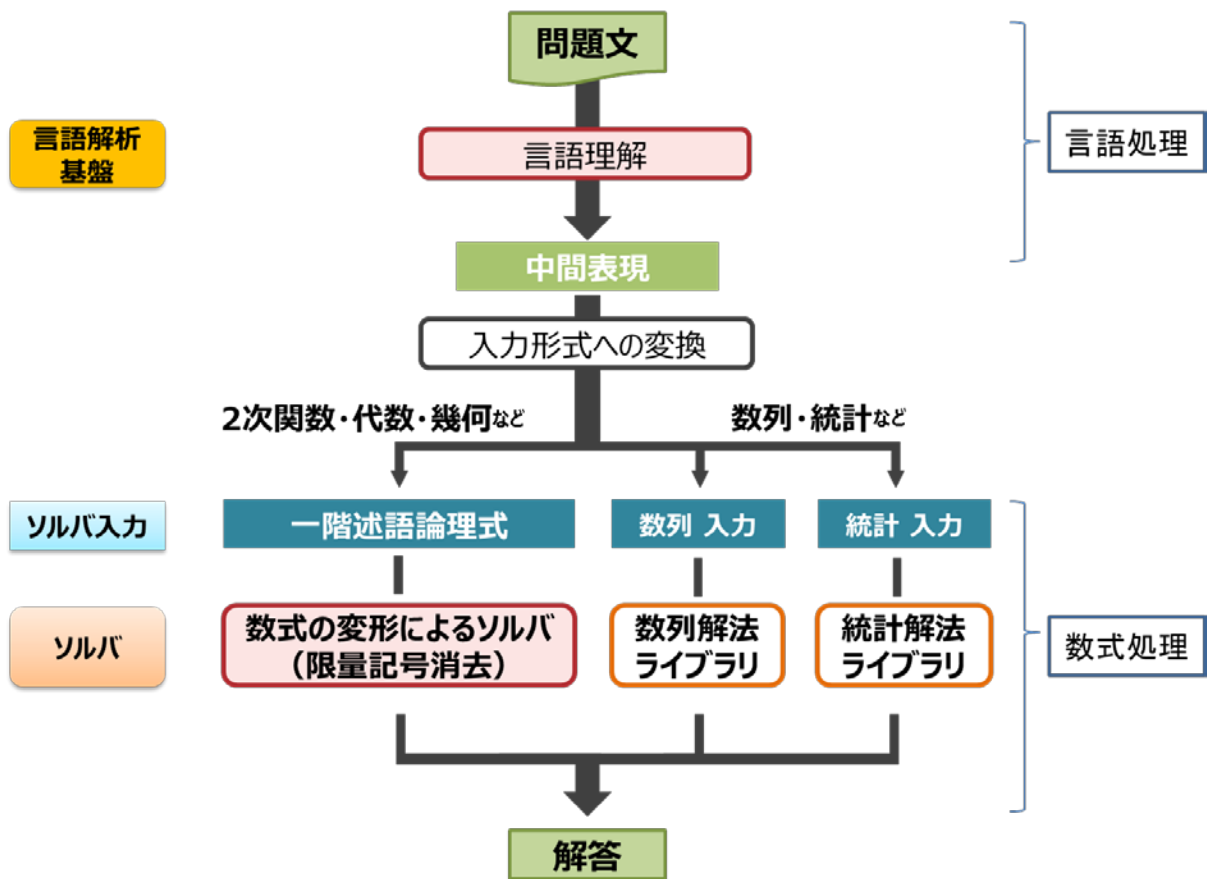 問題文
言語解析
基盤
言語理解
言語処理
中間表現
入力形式への変換
2次関数・代数・幾何など
数列・統計など
ソルバ入力
一階述語論理式
数列 入力
統計 入力
ソルバ
数式の変形によるソルバ
（限量記号消去）
数列解法
ライブラリ
統計解法
ライブラリ
数式処理
解答